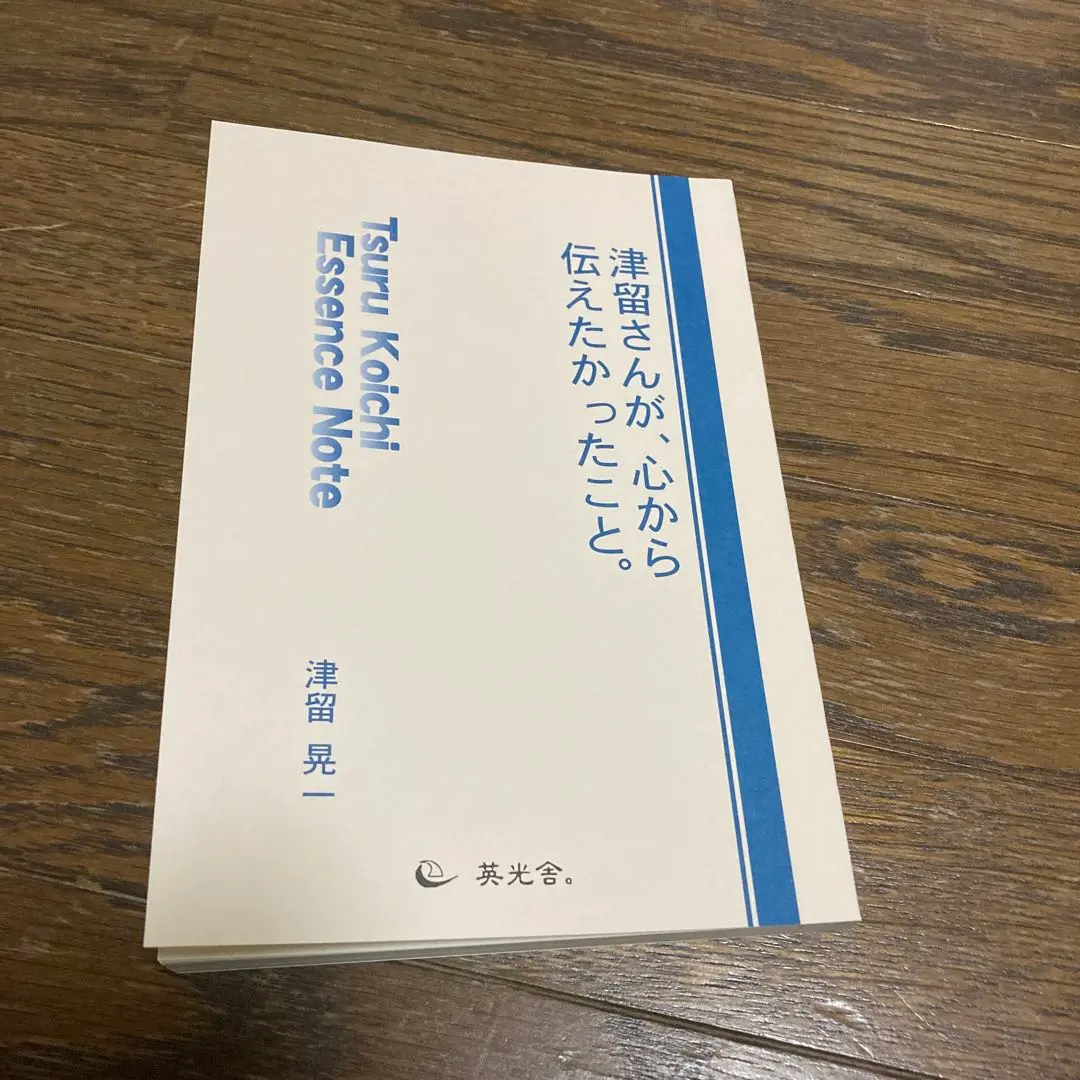 津留さんが、心から
伝えたかったこと。
Tsuru Koichi
Essence Note
津留 晃一
英光舎。